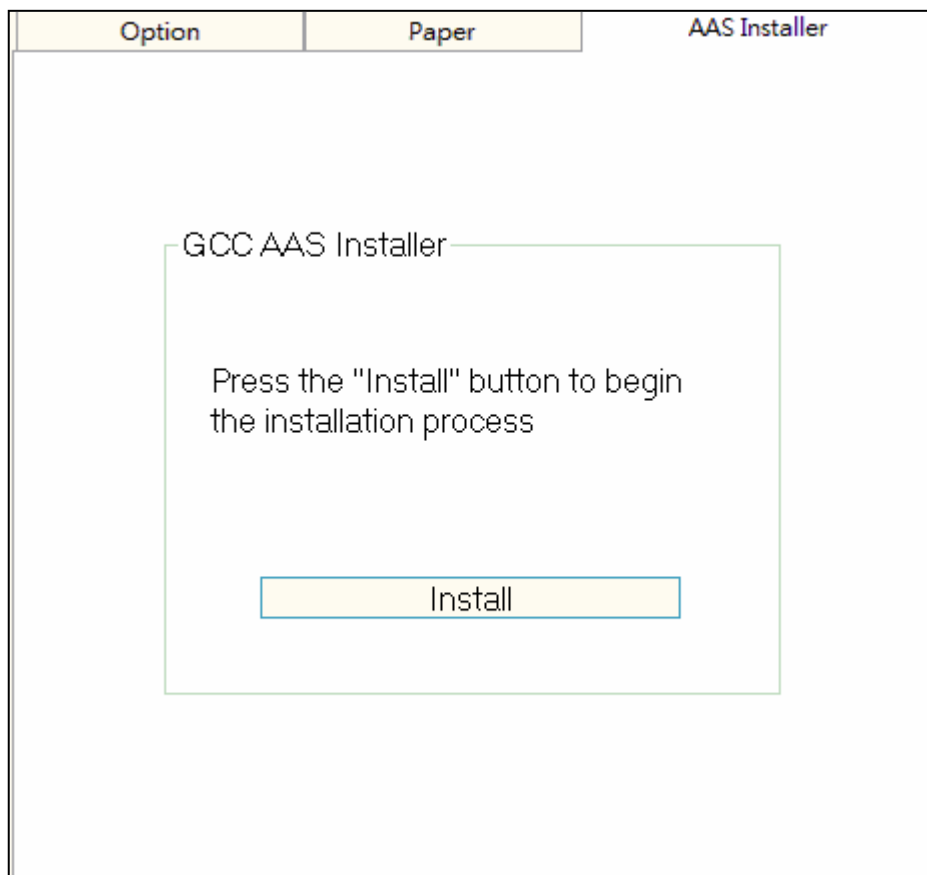 Option Paper AAS Installer
GCC AAS Installer
Press the "Install" button to begin
the installation process
Install